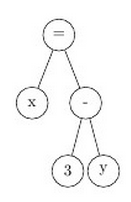 =
x -
3 y